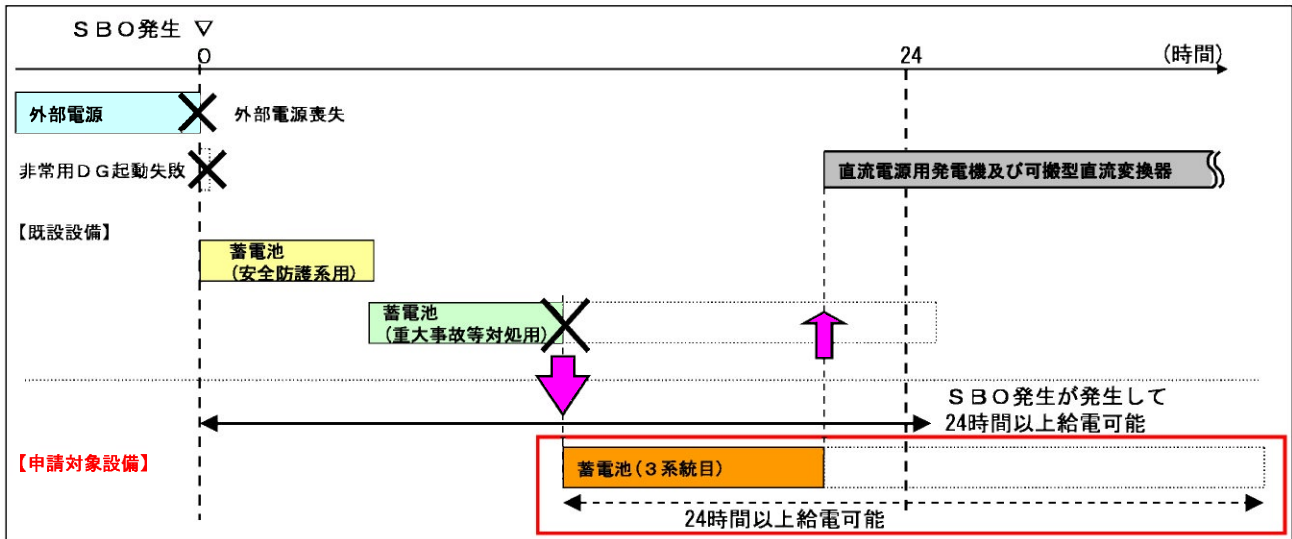 ＳＢＯ発生 ▽
0
24
(時間)
外部電源
外部電源喪失
非常用ＤＧ起動失敗
直流電源用発電機及び可搬型直流変換器
【既設設備】
蓄電池
(安全防護系用)
蓄電池
(重大事故等対処用)
ＳＢＯ発生が発生して
24時間以上給電可能
【申請対象設備】
蓄電池(３系統目)
24時間以上給電可能